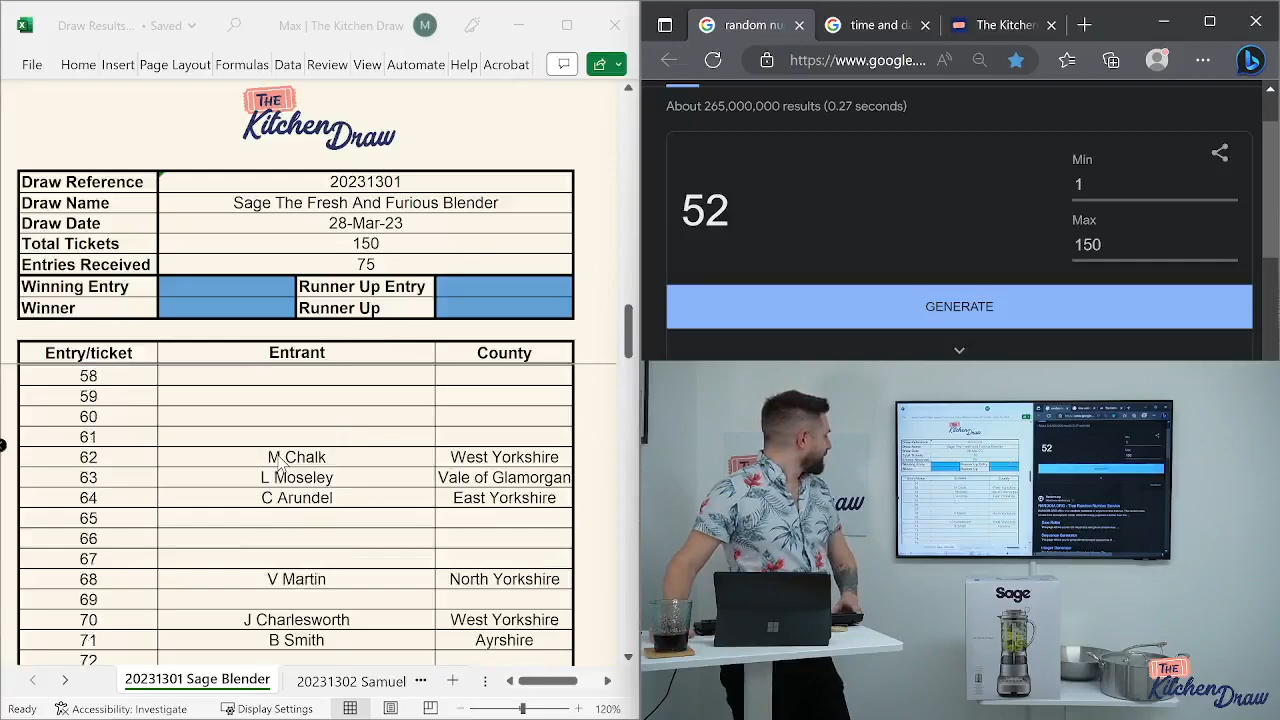 Draw Results... • Saved
Max | The Kitchen Draw
M
File Home Insert Page Layout Formulas Data Review View Automate Help Acrobat
THE
Kitchen Draw
Draw Reference 20231301
Draw Name Sage The Fresh And Furious Blender
Draw Date 28-Mar-23
Total Tickets 150
Entries Received 75
Winning Entry Runner Up Entry
Winner Runner Up
Entry/ticket Entrant County
58
59
60
61
62 Chalk West Yorkshire
63 L Moseley Vale of Glamorgan
64 C Arundel East Yorkshire
65
66
67
68 V Martin North Yorkshire
69
70 J Charlesworth West Yorkshire
71 B Smith Ayrshire
72
20231301 Sage Blender 20231302 Samuel ...
Ready Accessibility: Investigate Display Settings 120%
random nu
time and da
The Kitchen
https://www.google....
About 265,000,000 results (0.27 seconds)
52
Min
1
Max
150
GENERATE
52
Sage
THE
Kitchen Draw